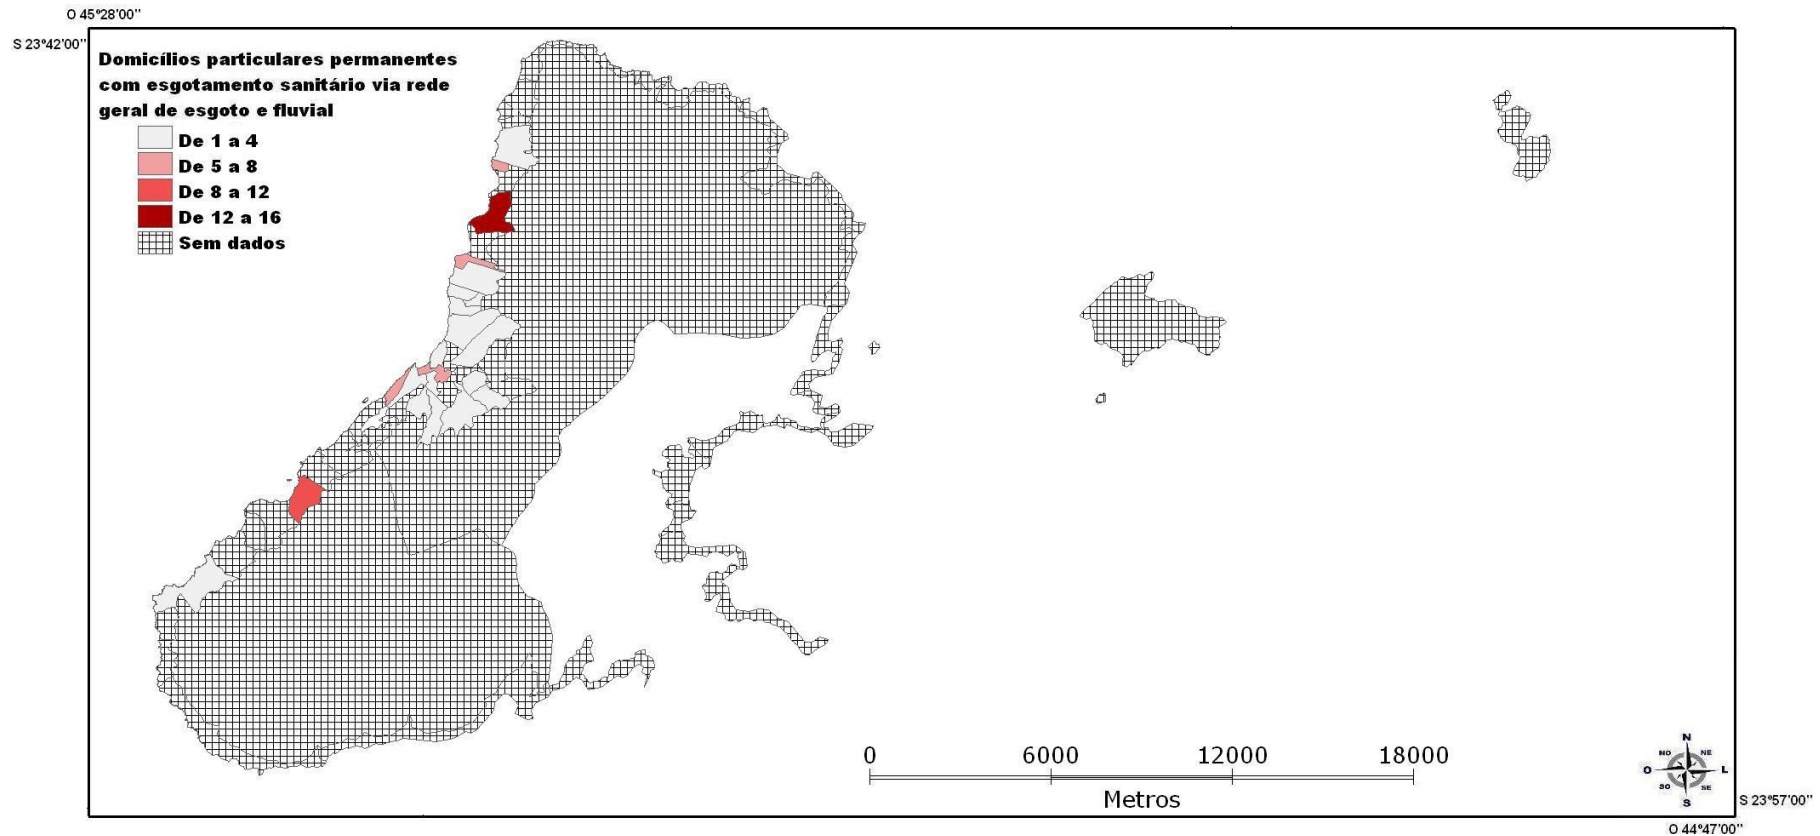 O 45°28'00"
S 23°42'00"
Domicílios particulares permanentes
com esgotamento sanitário via rede
geral de esgoto e fluvial
De 1 a 4
De 5 a 8
De 8 a 12
De 12 a 16
Sem dados
0 6000 12000 18000
Metros
N
NO NE
O L
SO SE
S
S 23°57'00"
O 44°47'00"